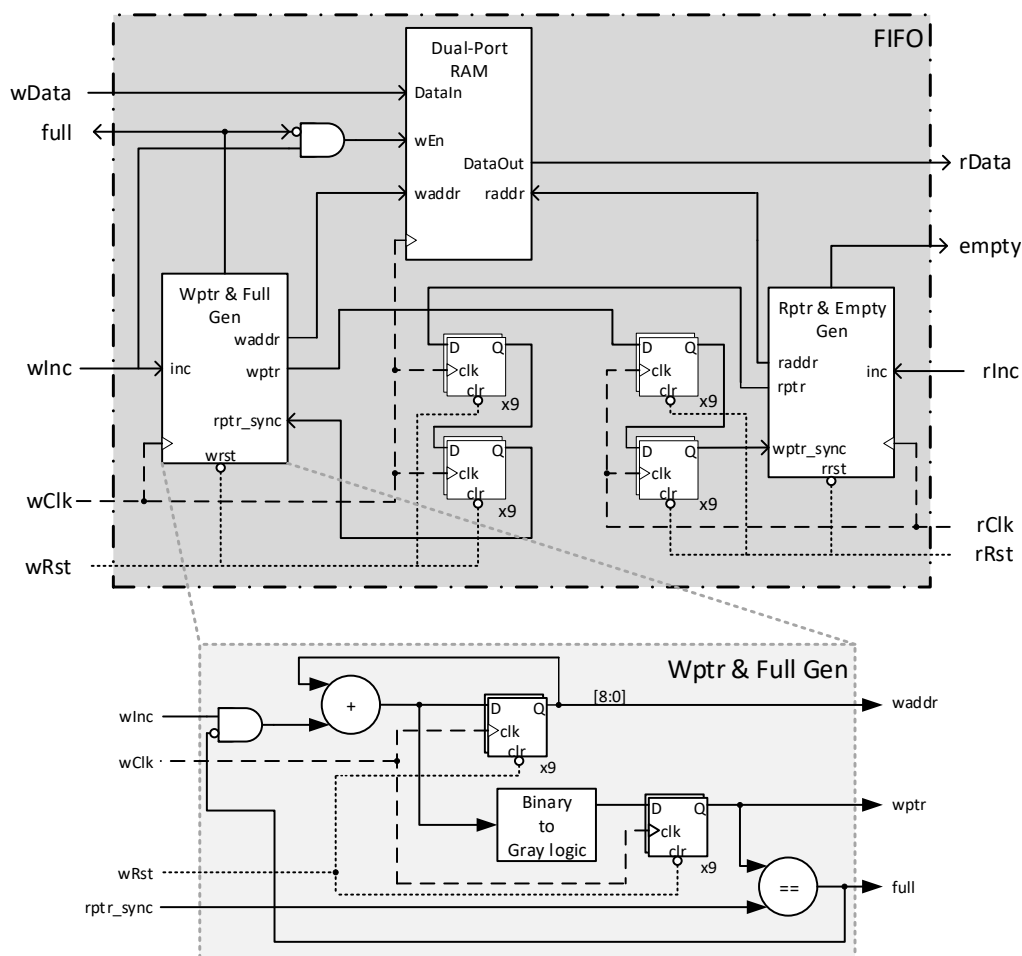 FIFO
Dual-Port
RAM
wData
DataIn
full
wEn
DataOut
rData
waddr
raddr
empty
Wptr & Full
Gen
Rptr & Empty
Gen
waddr
D
Q
D
Q
wInc
inc
wptr
clk
clk
raddr
inc
rInc
clr
clr
rptr
x9
x9
rptr_sync
D
Q
D
Q
wptr_sync
wrst
clk
clk
rrst
wClk
clr
clr
x9
x9
rClk
wRst
rRst
Wptr & Full Gen
wInc
+
D
Q
[8:0]
waddr
clk
wClk
clr
x9
Binary
to
Gray logic
D
Q
wptr
clk
clr
wRst
x9
==
full
rptr_sync